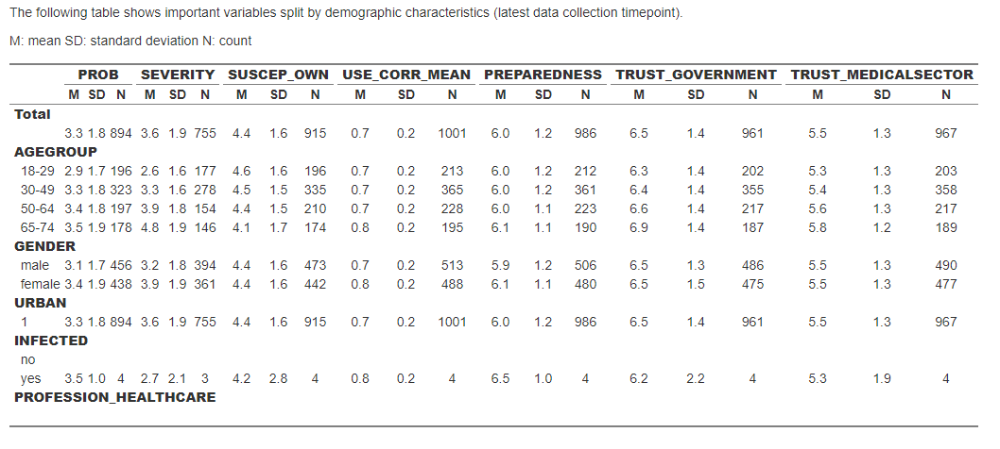 The following table shows important variables split by demographic characteristics (latest data collection timepoint).
M: mean SD: standard deviation N: count
PROB SEVERITY SUSCEP_OWN USE_CORR_MEAN PREPAREDNESS TRUST_GOVERNMENT TRUST_MEDICALSECTOR
M SD N M SD N M SD N M SD N M SD N M SD N M SD N
Total
3.3 1.8 894 3.6 1.9 755 4.4 1.6 915 0.7 0.2 1001 6.0 1.2 986 6.5 1.4 961 5.5 1.3 967
AGEGROUP
18-29 2.9 1.7 196 2.6 1.6 177 4.6 1.6 196 0.7 0.2 213 6.0 1.2 212 6.3 1.4 202 5.3 1.3 203
30-49 3.3 1.8 323 3.3 1.6 278 4.5 1.5 335 0.7 0.2 365 6.0 1.2 361 6.4 1.4 355 5.4 1.3 358
50-64 3.4 1.8 197 3.9 1.8 154 4.4 1.5 210 0.7 0.2 228 6.0 1.1 223 6.6 1.4 217 5.6 1.3 217
65-74 3.5 1.9 178 4.8 1.9 146 4.1 1.7 174 0.8 0.2 195 6.1 1.1 190 6.9 1.4 187 5.8 1.2 189
GENDER
male 3.1 1.7 456 3.2 1.8 394 4.4 1.6 473 0.7 0.2 513 5.9 1.2 506 6.5 1.3 486 5.5 1.3 490
female 3.4 1.9 438 3.9 1.9 361 4.4 1.6 442 0.8 0.2 488 6.1 1.1 480 6.5 1.5 475 5.5 1.3 477
URBAN
1 3.3 1.8 894 3.6 1.9 755 4.4 1.6 915 0.7 0.2 1001 6.0 1.2 986 6.5 1.4 961 5.5 1.3 967
INFECTED
no
yes 3.5 1.0 4 2.7 2.1 3 4.2 2.8 4 0.8 0.2 4 6.5 1.0 4 6.2 2.2 4 5.3 1.9 4
PROFESSION_HEALTHCARE